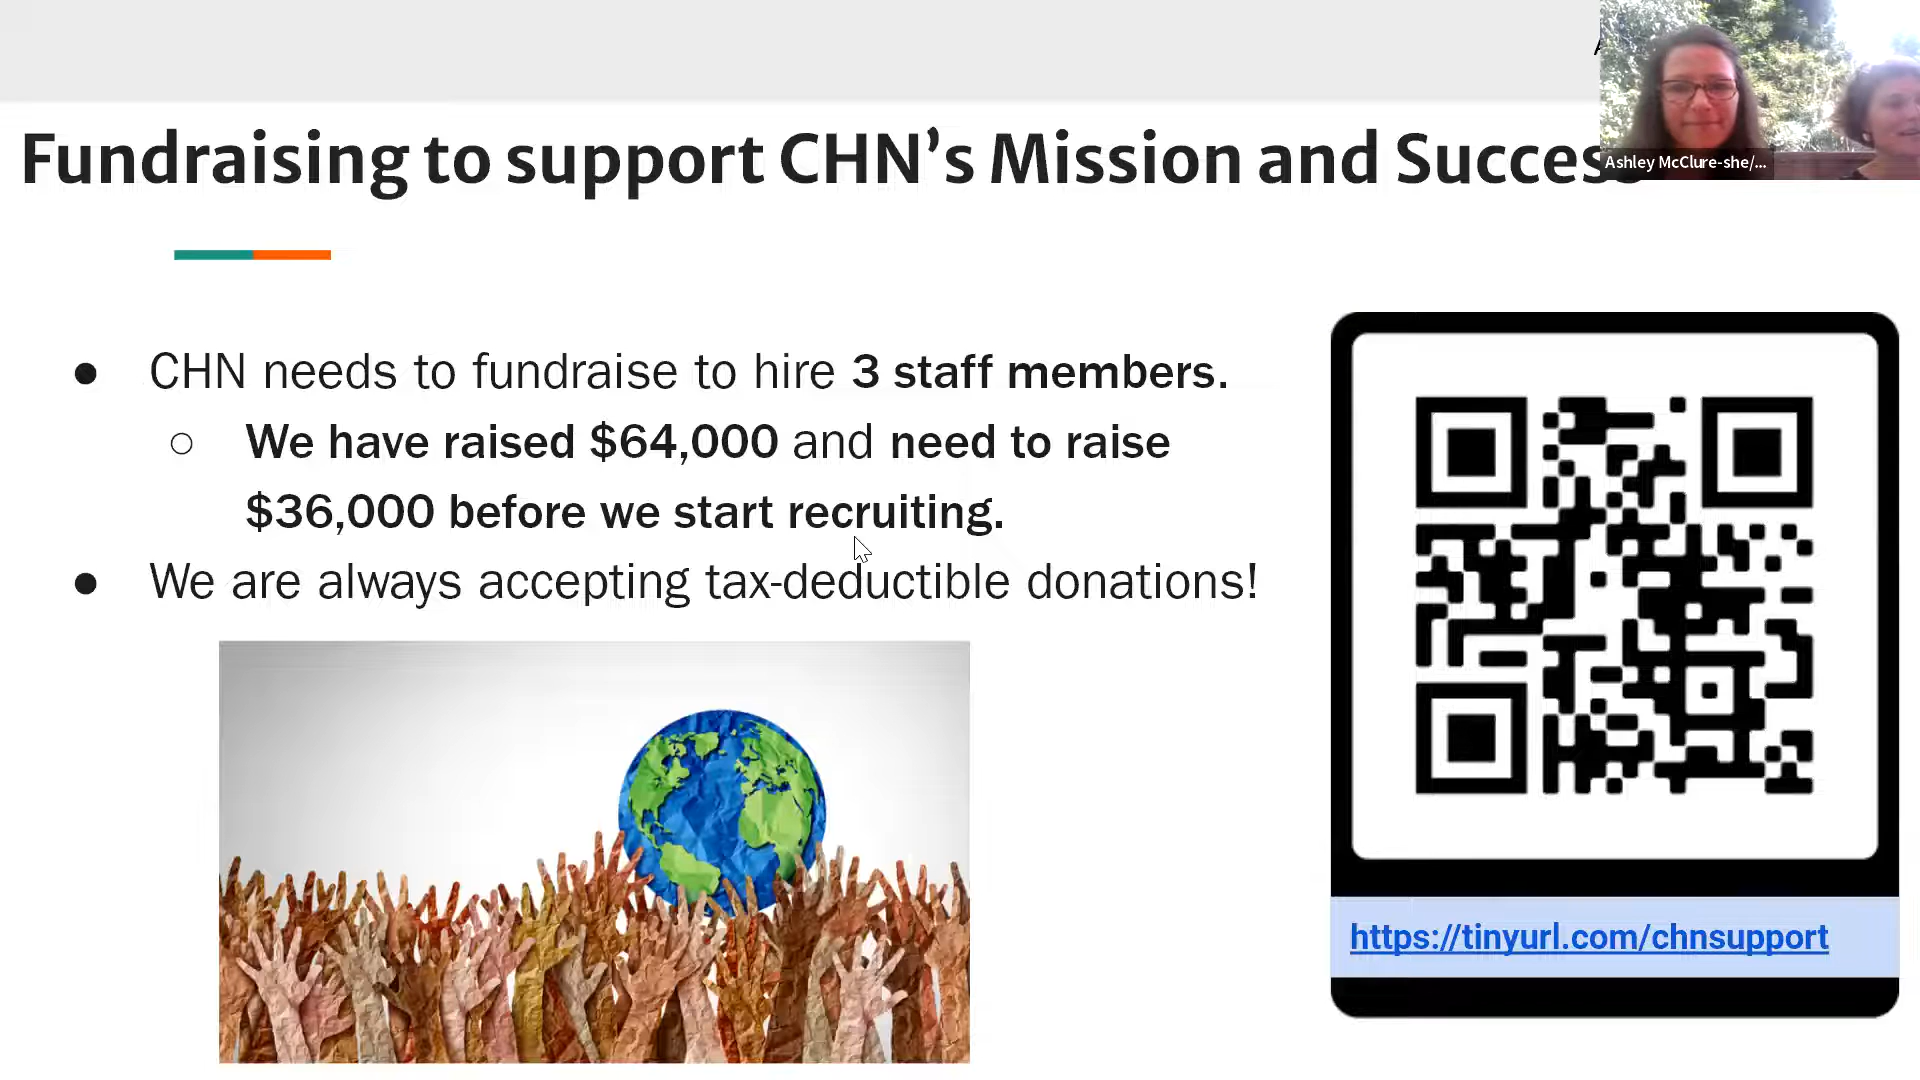 Fundraising to support CHN's Mission and Success
Ashley McClure-she/...
CHN needs to fundraise to hire 3 staff members.
We have raised $64,000 and need to raise
$36,000 before we start recruiting.
We are always accepting tax-deductible donations!
https://tinyurl.com/chnsupport